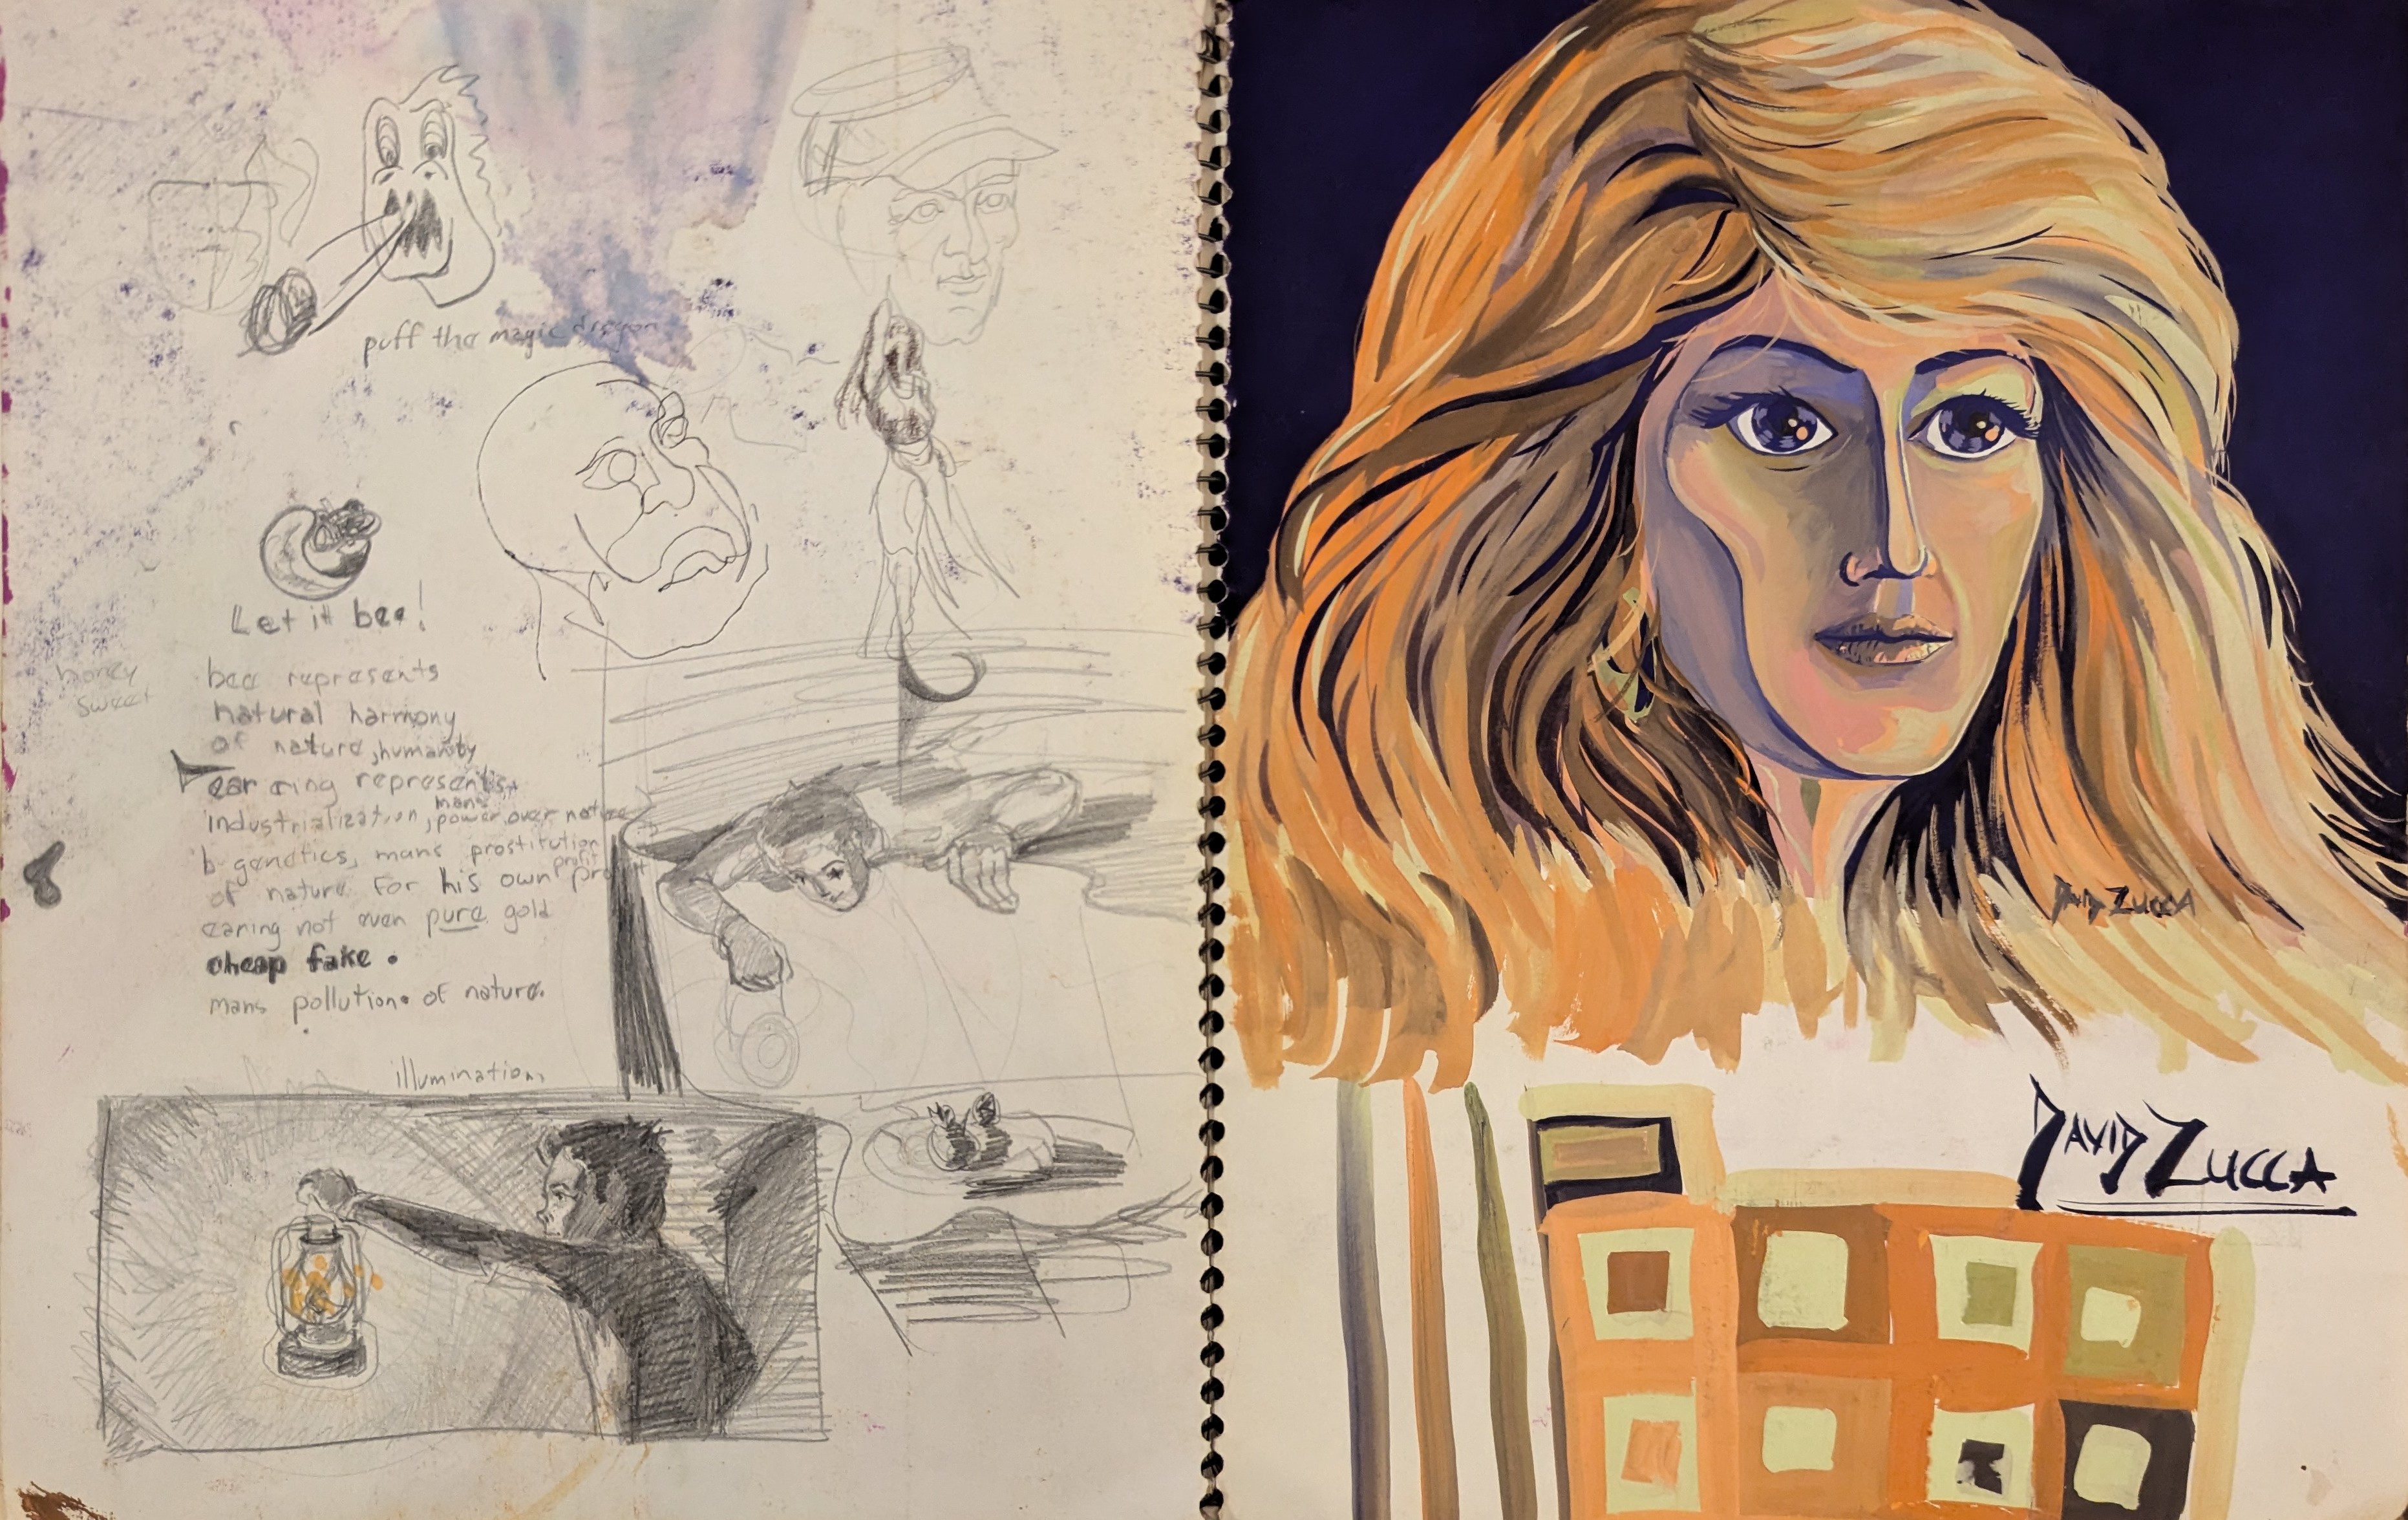 puff the magic dragon
Let it bee!
honey
sweet
bee represents
natural harmony
of nature, humanity
ear ring represents
mans
industrialization, power over nature
genetics, mans prostitution
profit
of nature for his own
earing not even pure gold
cheap fake.
mans pollution of nature.
illumination
DAVID ZUCCA
DAVID ZUCCA